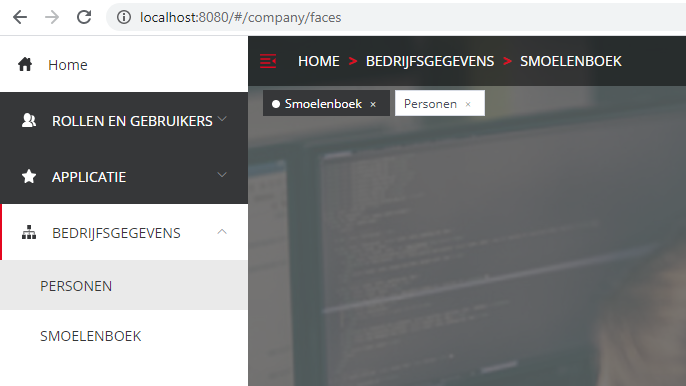 localhost:8080/#/company/faces
Home
ROLLEN EN GEBRUIKERS
APPLICATIE
BEDRIJFSGEGEVENS
PERSONEN
SMOELENBOEK
HOME > BEDRIJFSGEGEVENS > SMOELENBOEK
Smoelenboek × Personen ×